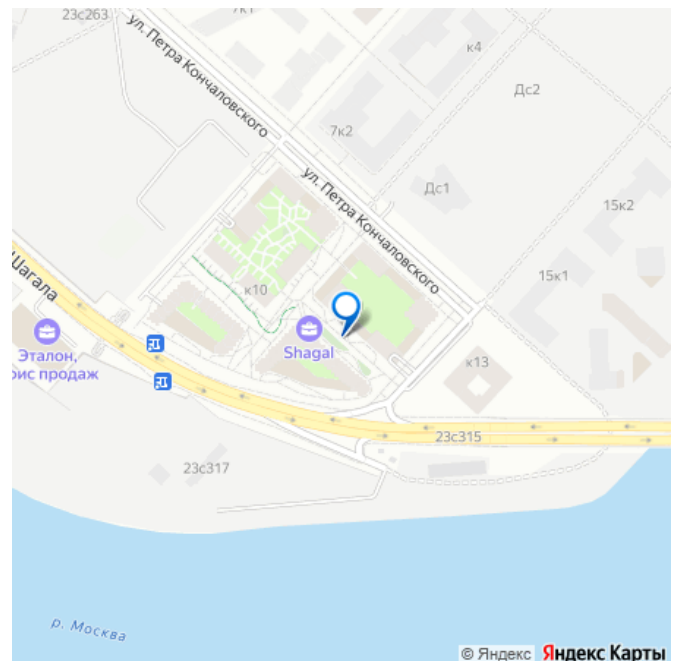 23с263
7к1
ул. Петра Кончаловского
к4
Дс2
7к2
ул. Петра Кончаловского
Дс1
15к2
Шагала
к10
15к1
Эталон,
рис продаж
Shagal
к13
23с315
23с317
р. Москва
© Яндекс Яндекс Карты